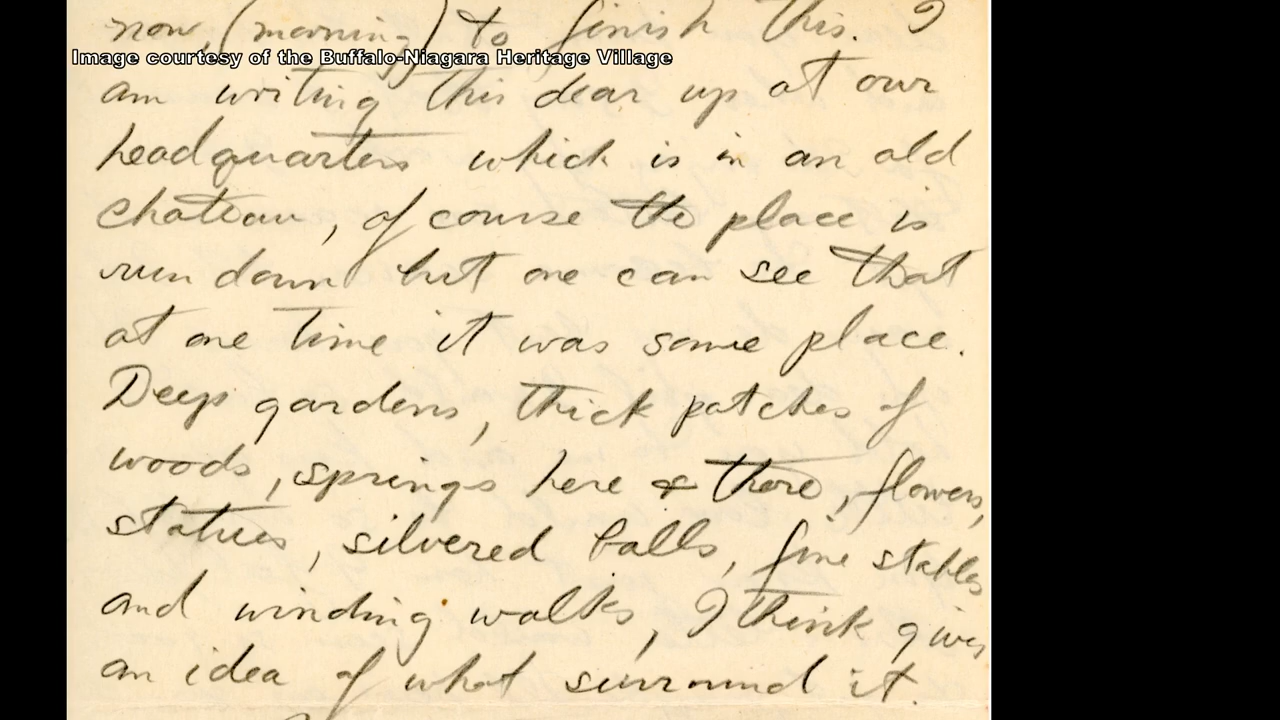 now, (morning) to finish this. I
Image courtesy of the Buffalo-Niagara Heritage Village
am writing this dear up at our
headquarters which is in an old
chateau, of course the place is
run down but one can see that
at one time it was some place.
Deep gardens, thick patches of
woods, springs here & there, flowers,
statues, silvered balls, fine stables
and winding walks, I think gives
an idea of what surround it.